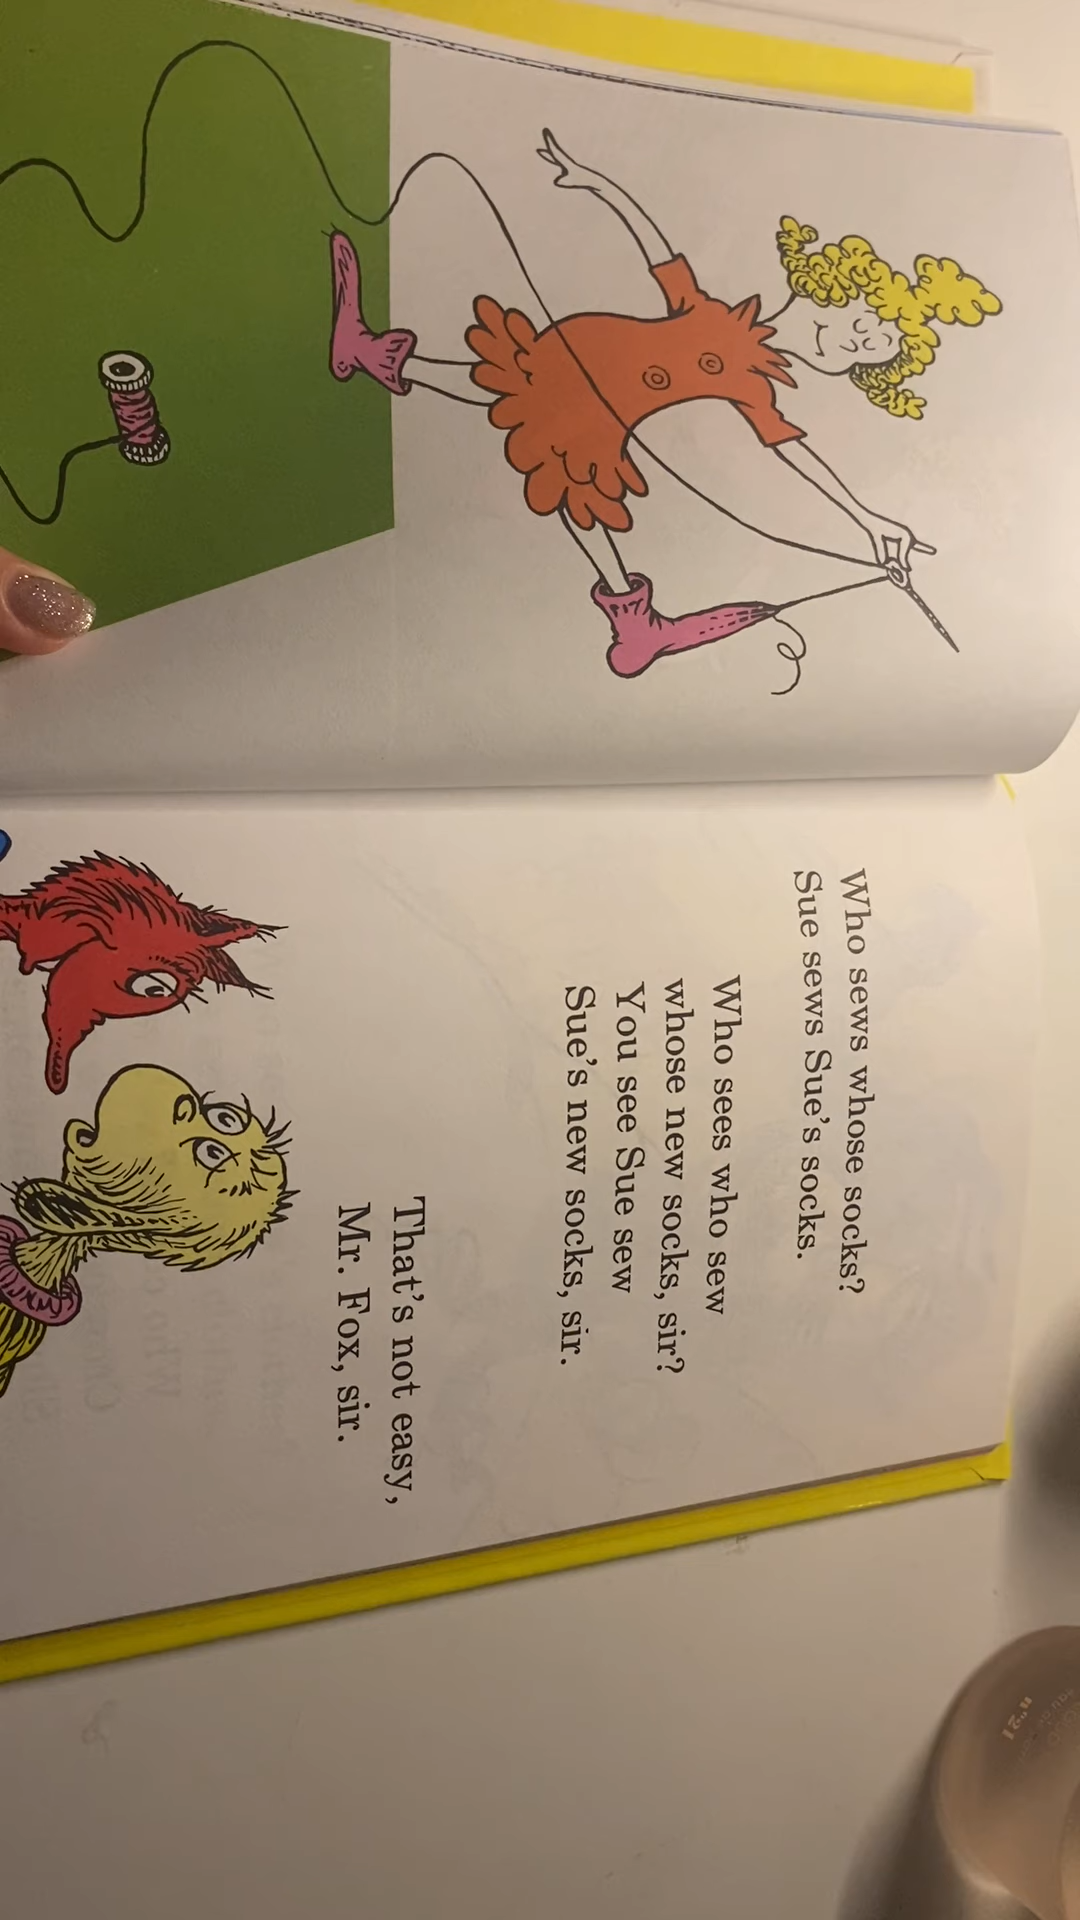 Who sews whose socks?
Sue sews Sue's socks.
Who sees who sew
whose new socks, sir?
You see Sue sew
Sue's new socks, sir.
That's not easy,
Mr. Fox, sir.